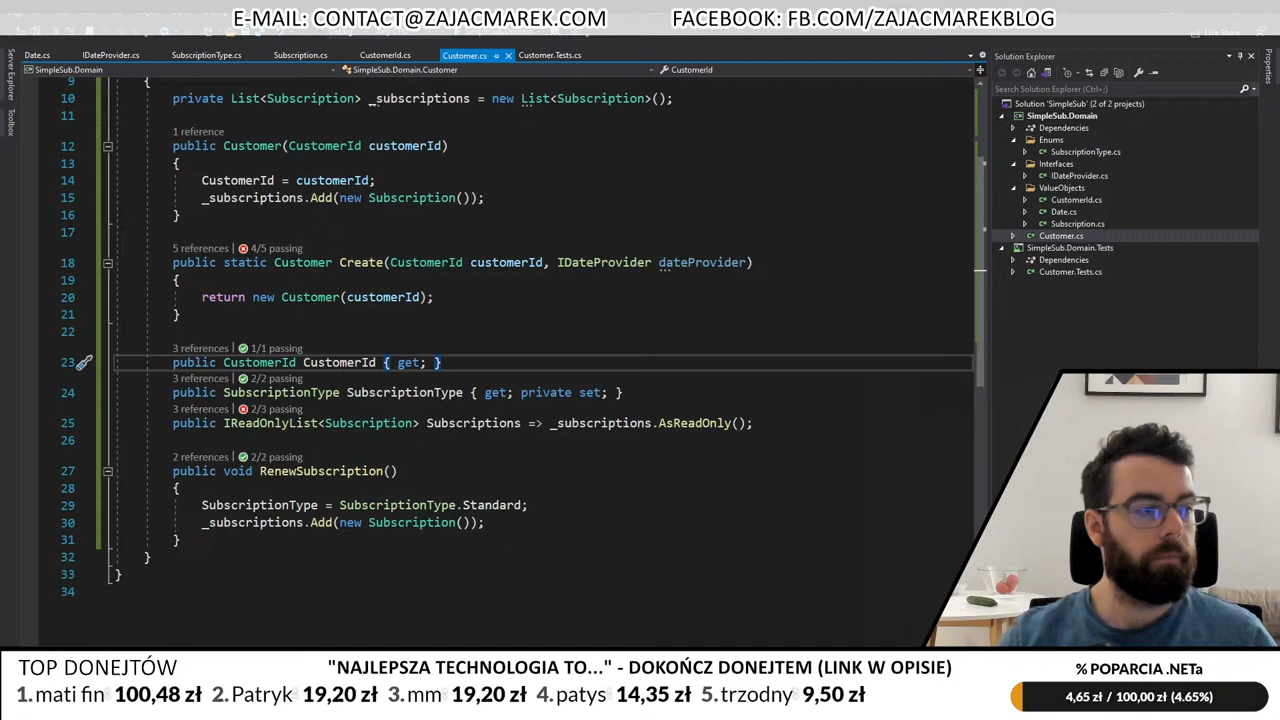 E-MAIL: CONTACT@ZAJACMAREK.COM
FACEBOOK: FB.COM/ZAJACMAREKBLOG
Live Share
Date.cs
IDateProvider.cs
SubscriptionType.cs
Subscription.cs
CustomerId.cs
Customer.cs
Customer.Tests.cs
SimpleSub.Domain
SimpleSub.Domain.Customer
CustomerId
Server Explorer
Toolbox
9 {
10 private List<Subscription> _subscriptions = new List<Subscription>();
11
1 reference
12 public Customer(CustomerId customerId)
13 {
14 CustomerId = customerId;
15 _subscriptions.Add(new Subscription());
16 }
17
5 references | 4/5 passing
18 public static Customer Create(CustomerId customerId, IDateProvider dateProvider)
19 {
20 return new Customer(customerId);
21 }
22
3 references | 1/1 passing
23 public CustomerId CustomerId { get; }
3 references | 2/2 passing
24 public SubscriptionType SubscriptionType { get; private set; }
3 references | 2/3 passing
25 public IReadOnlyList<Subscription> Subscriptions => _subscriptions.AsReadOnly();
26
2 references | 2/2 passing
27 public void RenewSubscription()
28 {
29 SubscriptionType = SubscriptionType.Standard;
30 _subscriptions.Add(new Subscription());
31 }
32 }
33 }
34
Solution Explorer
Search Solution Explorer (Ctrl+;)
Solution 'SimpleSub' (2 of 2 projects)
SimpleSub.Domain
Dependencies
Enums
SubscriptionType.cs
Interfaces
IDateProvider.cs
ValueObjects
CustomerId.cs
Date.cs
Subscription.cs
Customer.cs
SimpleSub.Domain.Tests
Dependencies
Customer.Tests.cs
Properties
TOP DONEJTÓW
"NAJLEPSZA TECHNOLOGIA TO..." - DOKOŃCZ DONEJTEM (LINK W OPISIE)
% POPARCIA .NETa
1. mati fin 100,48 zł 2. Patryk 19,20 zł 3. mm 19,20 zł 4. patys 14,35 zł 5. trzodny 9,50 zł
4,65 zł / 100,00 zł (4.65%)